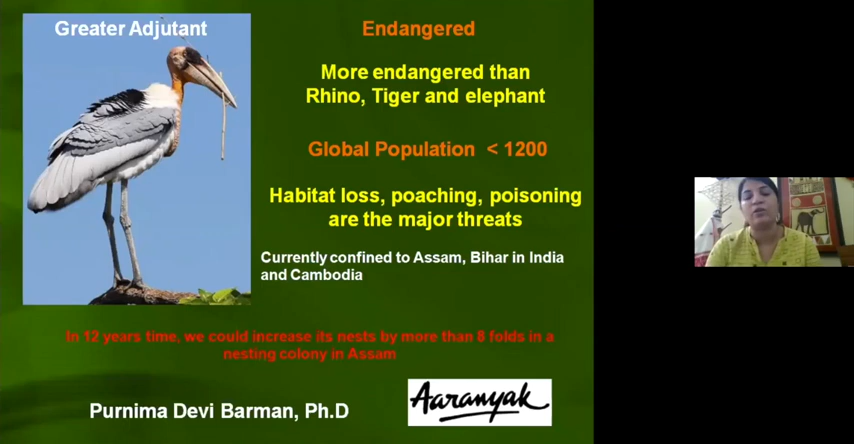 Greater Adjutant
Endangered
More endangered than
Rhino, Tiger and elephant
Global Population < 1200
Habitat loss, poaching, poisoning
are the major threats
Currently confined to Assam, Bihar in India
and Cambodia
In 12 years time, we could increase its nests by more than 8 folds in a
nesting colony in Assam
Purnima Devi Barman, Ph.D
Aaranyak